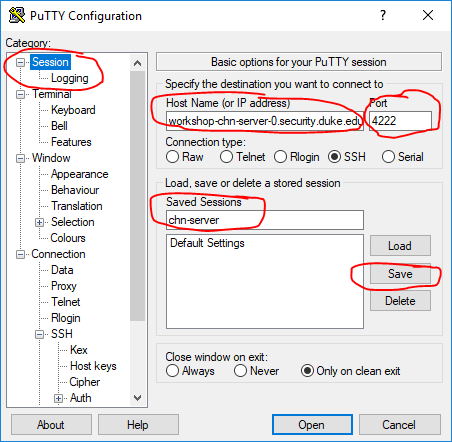 PuTTY Configuration
Category:
Session
Logging
Terminal
Keyboard
Bell
Features
Window
Appearance
Behaviour
Translation
Selection
Colours
Connection
Data
Proxy
Telnet
Rlogin
SSH
Kex
Host keys
Cipher
Auth
Basic options for your PuTTY session
Specify the destination you want to connect to
Host Name (or IP address) Port
workshop-chn-server-0.security.duke.edu 4222
Connection type:
Raw Telnet Rlogin SSH Serial
Load, save or delete a stored session
Saved Sessions
chn-server
Default Settings
Load
Save
Delete
Close window on exit:
Always Never Only on clean exit
About Help Open Cancel